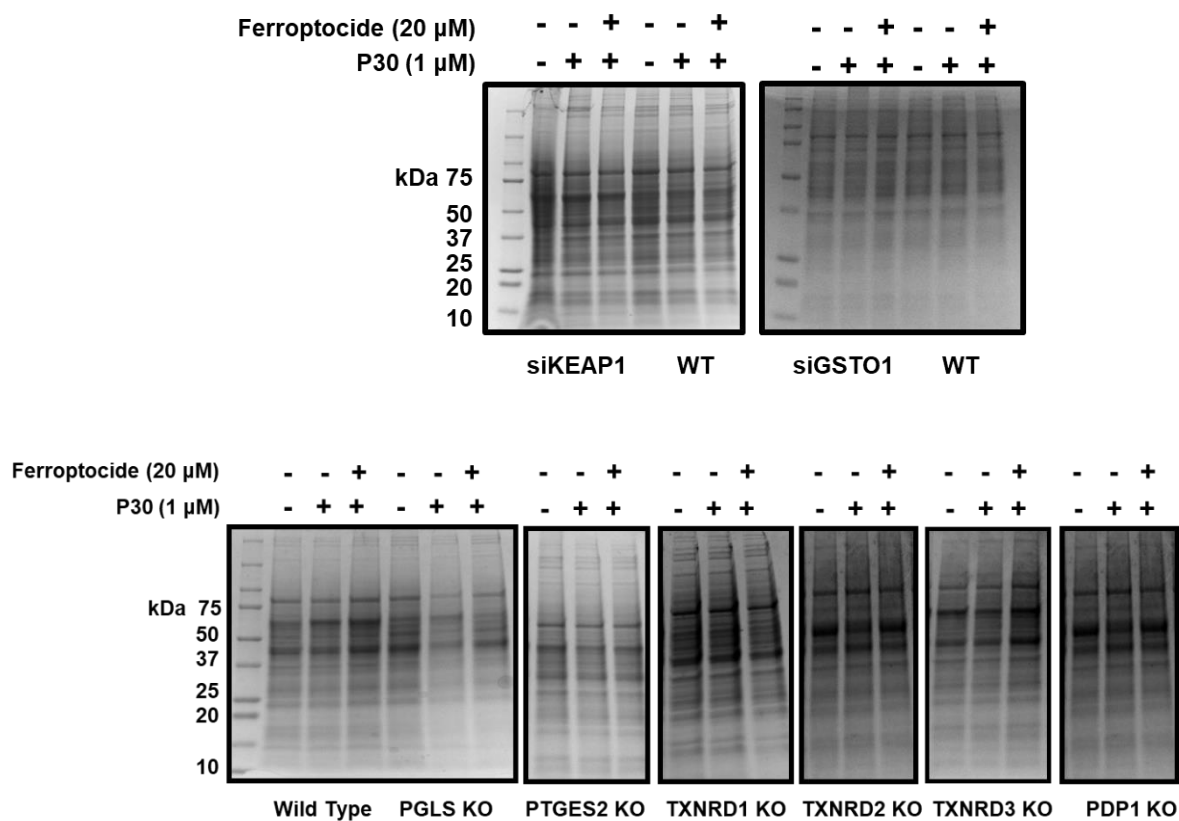 Ferroptocide (20 µM) - - + - - + - - + - - +
P30 (1 µM) - + + - + + - + + - + +
kDa 75
50
37
25
20
10
siKEAP1 WT siGSTO1 WT
Ferroptocide (20 µM) - - + - - + - - + - - + - - + - - + - - +
P30 (1 µM) - + + - + + - + + - + + - + + - + + - + +
kDa 75
50
37
25
20
10
Wild Type PGLS KO PTGES2 KO TXNRD1 KO TXNRD2 KO TXNRD3 KO PDP1 KO